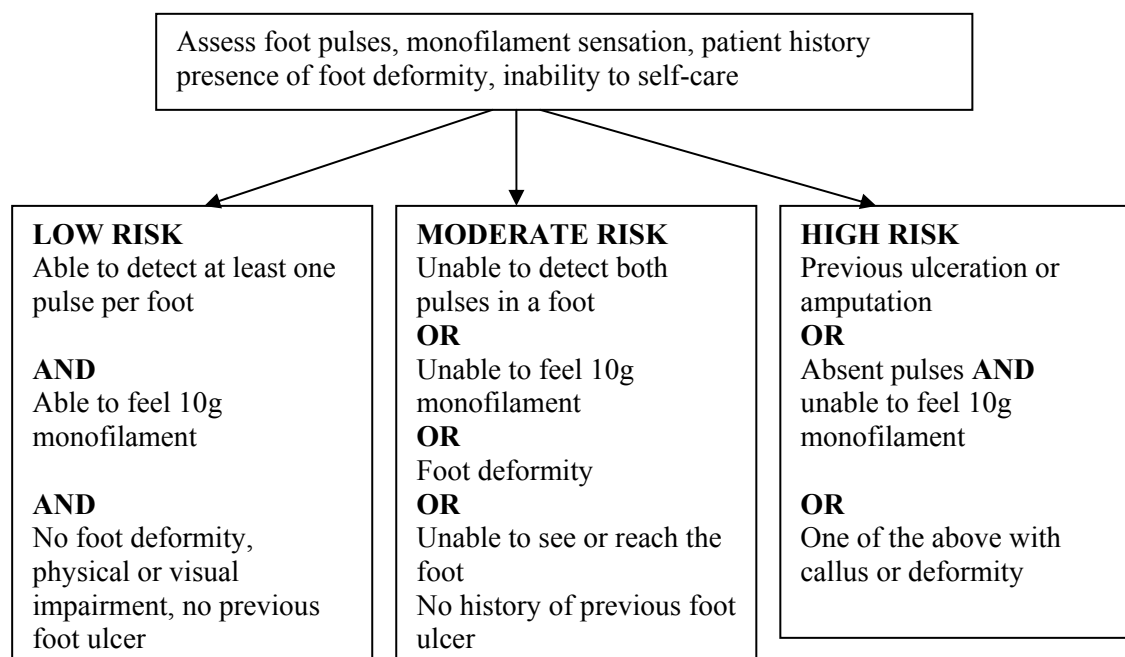 Assess foot pulses, monofilament sensation, patient history
presence of foot deformity, inability to self-care
LOW RISK
Able to detect at least one
pulse per foot
AND
Able to feel 10g
monofilament
AND
No foot deformity,
physical or visual
impairment, no previous
foot ulcer
MODERATE RISK
Unable to detect both
pulses in a foot
OR
Unable to feel 10g
monofilament
OR
Foot deformity
OR
Unable to see or reach the
foot
No history of previous foot
ulcer
HIGH RISK
Previous ulceration or
amputation
OR
Absent pulses AND
unable to feel 10g
monofilament
OR
One of the above with
callus or deformity